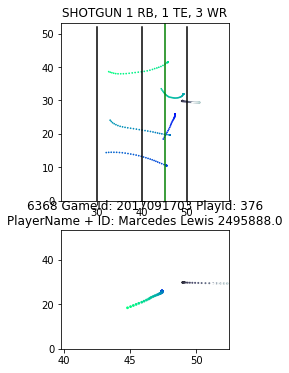 SHOTGUN 1 RB, 1 TE, 3 WR
50
40
30
20
10
0
30 40 50
6368 GameId: 2017091703 PlayId: 376
PlayerName + ID: Marcedes Lewis 2495888.0
40
20
0
40 45 50